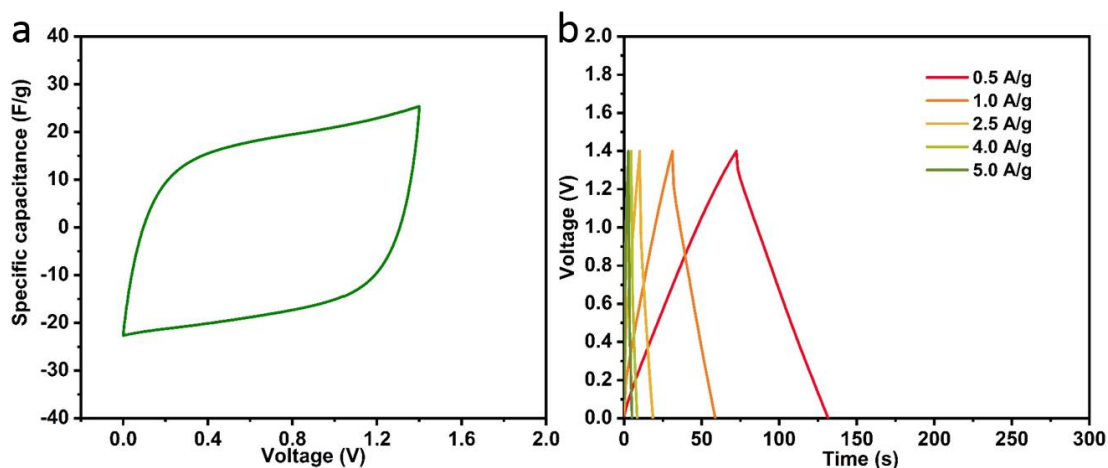 a
Specific capacitance (F/g)
40
30
20
10
0
-10
-20
-30
-40
0.0 0.4 0.8 1.2 1.6 2.0
Voltage (V)
b
Voltage (V)
2.0
1.8
1.6
1.4
1.2
1.0
0.8
0.6
0.4
0.2
0.0
0.5 A/g
1.0 A/g
2.5 A/g
4.0 A/g
5.0 A/g
0 50 100 150 200 250 300
Time (s)